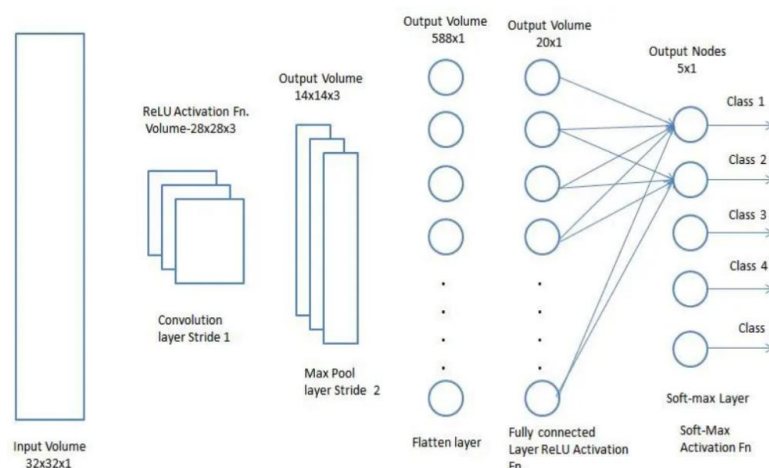 Output Volume
588x1
Output Volume
20x1
Output Nodes
5x1
Output Volume
14x14x3
ReLU Activation Fn.
Volume-28x28x3
Class 1
Class 2
Class 3
Class 4
Class
Convolution
layer Stride 1
Max Pool
layer Stride 2
Soft-max Layer
Input Volume
32x32x1
Flatten layer
Fully connected
Layer ReLU Activation
Fn
Soft-Max
Activation Fn